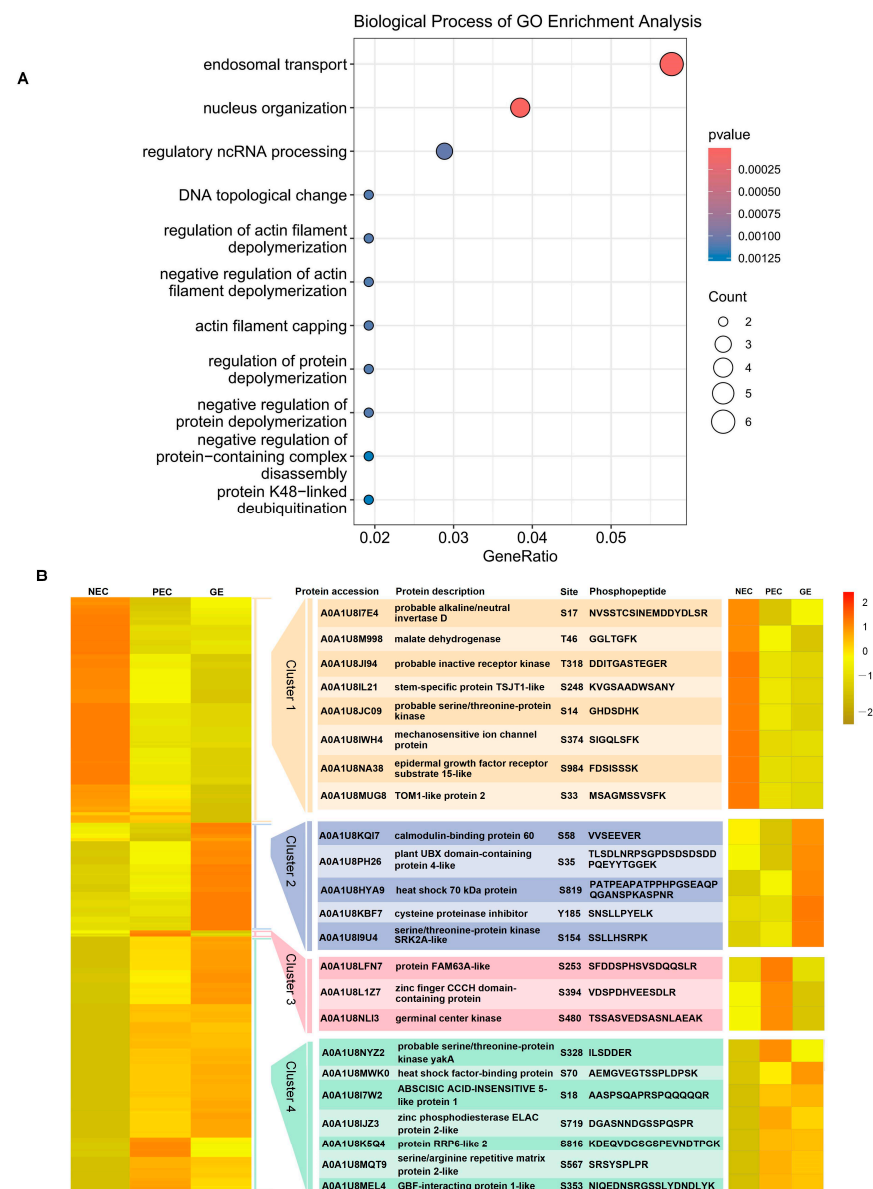 Biological Process of GO Enrichment Analysis
A
endosomal transport
nucleus organization
regulatory ncRNA processing
DNA topological change
regulation of actin filament
depolymerization
negative regulation of actin
filament depolymerization
actin filament capping
regulation of protein
depolymerization
negative regulation of
protein depolymerization
negative regulation of
protein−containing complex
disassembly
protein K48−linked
deubiquitination
0.02 0.03 0.04 0.05
GeneRatio
pvalue
0.00025
0.00050
0.00075
0.00100
0.00125
Count
2
3
4
5
6
B
NEC PEC GE
Protein accession Protein description Site Phosphopeptide
NEC PEC GE
Cluster 1
A0A1U8I7E4 probable alkaline/neutral
invertase D S17 NVSSTCSINEMDDYDLSR
A0A1U8M998 malate dehydrogenase T46 GGLTGFK
A0A1U8JI94 probable inactive receptor kinase T318 DDITGASTEGER
A0A1U8IL21 stem-specific protein TSJT1-like S248 KVGSAADWSANY
A0A1U8JC09 probable serine/threonine-protein
kinase S14 GHDSDHK
A0A1U8IWH4 mechanosensitive ion channel
protein S374 SIGQLSFK
A0A1U8NA38 epidermal growth factor receptor
substrate 15-like S984 FDSISSSK
A0A1U8MUG8 TOM1-like protein 2 S33 MSAGMSSVSFK
Cluster 2
A0A1U8KQI7 calmodulin-binding protein 60 S58 VVSEEVER
A0A1U8PH26 plant UBX domain-containing
protein 4-like S35 TLSDLNRPSGPDSDSDSDD
PQEYYTGGEK
A0A1U8HYA9 heat shock 70 kDa protein S819 PATPEAPATPPHPGSEAQP
QGANSPKASPNR
A0A1U8KBF7 cysteine proteinase inhibitor Y185 SNSLLPYELK
A0A1U8I9U4 serine/threonine-protein kinase
SRK2A-like S154 SSLLHSRPK
Cluster 3
A0A1U8LFN7 protein FAM63A-like S253 SFDDSPHSVSDQQSLR
A0A1U8L1Z7 zinc finger CCCH domain-
containing protein S394 VDSPDHVEESDLR
A0A1U8NLI3 germinal center kinase S480 TSSASVEDSASNLAEAK
Cluster 4
A0A1U8NYZ2 probable serine/threonine-protein
kinase yakA S328 ILSDDER
A0A1U8MWK0 heat shock factor-binding protein S70 AEMGVEGTSSPLDPSK
A0A1U8I7W2 ABSCISIC ACID-INSENSITIVE 5-
like protein 1 S18 AASPSQAPRSPQQQQQR
A0A1U8IJZ3 zinc phosphodiesterase ELAC
protein 2-like S719 DGASNNDGSSPQSPR
A0A1U8K5Q4 protein RRP6-like 2 S816
A0A1U8MQT9 serine/arginine repetitive matrix
protein 2-like S567 SRSYSPLPR
A0A1U8MEL4 GBF-interacting protein 1-like S353 NIQEDNSRGSSLYDNDLYK
2
1
0
−1
−2